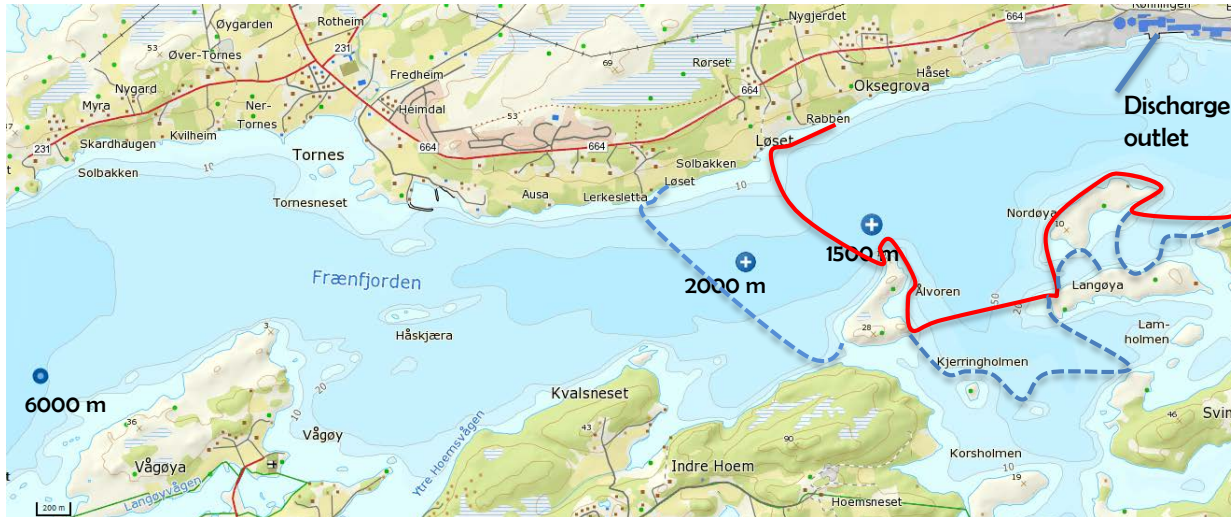 Rotheim
Øygarden
231
53
Øver-Tornes
Nygard
Myra
Ner-
Tornes
Kvilheim
Skardhaugen
231
Solbakken
10
Fredheim
Heimdal
664
53
664
Tornes
Tornesneset
Ausa
Lerkesletta
Løset
Solbakken
10
69
Rørset
Nygjerdet
664
664
Oksegrova
Håset
Rabben
Løset
Discharge
outlet
Nordøya
10
1500 m
2000 m
Frænfjorden
Håskjæra
Ålvoren
28
50
Langøya
Lam-
holmen
Kjerringholmen
6000 m
3
20
10
36
Vågøy
Vågøya
Langøyvågen
Ytre Hoemsvågen
Kvalsneset
43
90
Indre Hoem
Hoemsneset
Korsholmen
10
19
46
Svin
200 m